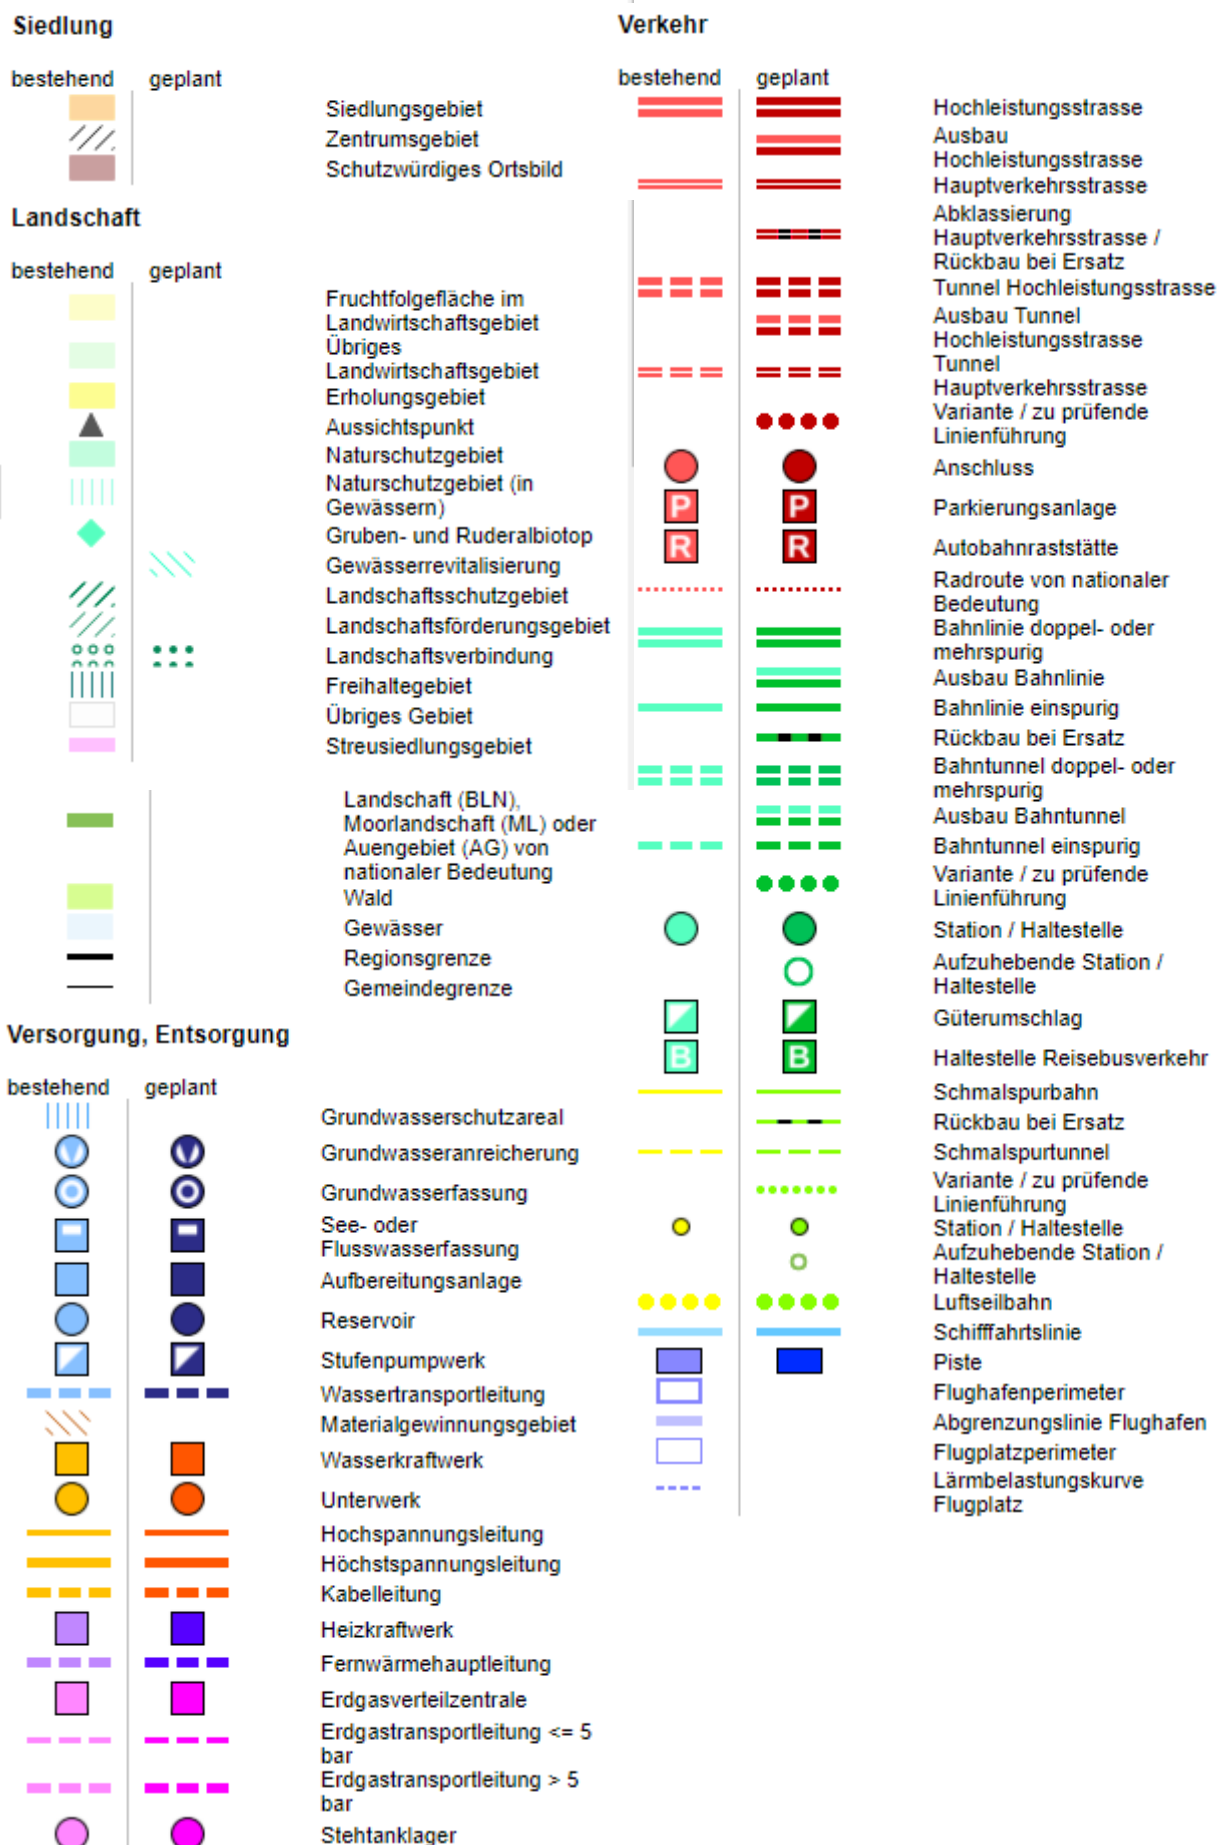 Siedlung
bestehend geplant
Siedlungsgebiet
Zentrumsgebiet
Schutzwürdiges Ortsbild
Landschaft
bestehend geplant
Fruchtfolgefläche im
Landwirtschaftsgebiet
Übriges
Landwirtschaftsgebiet
Erholungsgebiet
Aussichtspunkt
Naturschutzgebiet
Naturschutzgebiet (in
Gewässern)
Gruben- und Ruderalbiotop
Gewässerrevitalisierung
Landschaftsschutzgebiet
Landschaftsförderungsgebiet
Landschaftsverbindung
Freihaltegebiet
Übriges Gebiet
Streusiedlungsgebiet
Landschaft (BLN),
Moorlandschaft (ML) oder
Auengebiet (AG) von
nationaler Bedeutung
Wald
Gewässer
Regionsgrenze
Gemeindegrenze
Versorgung, Entsorgung
bestehend geplant
Grundwasserschutzareal
Grundwasseranreicherung
Grundwasserfassung
See- oder
Flusswasserfassung
Aufbereitungsanlage
Reservoir
Stufenpumpwerk
Wassertransportleitung
Materialgewinnungsgebiet
Wasserkraftwerk
Unterwerk
Hochspannungsleitung
Höchstspannungsleitung
Kabelleitung
Heizkraftwerk
Fernwärmehauptleitung
Erdgasverteilzentrale
Erdgastransportleitung <= 5
bar
Erdgastransportleitung > 5
bar
Stehtanklager
Verkehr
bestehend geplant
Hochleistungsstrasse
Ausbau
Hochleistungsstrasse
Hauptverkehrsstrasse
Abklassierung
Hauptverkehrsstrasse /
Rückbau bei Ersatz
Tunnel Hochleistungsstrasse
Ausbau Tunnel
Hochleistungsstrasse
Tunnel
Hauptverkehrsstrasse
Variante / zu prüfende
Linienführung
Anschluss
P P Parkierungsanlage
R R Autobahnraststätte
Radroute von nationaler
Bedeutung
Bahnlinie doppel- oder
mehrspurig
Ausbau Bahnlinie
Bahnlinie einspurig
Rückbau bei Ersatz
Bahntunnel doppel- oder
mehrspurig
Ausbau Bahntunnel
Bahntunnel einspurig
Variante / zu prüfende
Linienführung
Station / Haltestelle
Aufzuhebende Station /
Haltestelle
Güterumschlag
B B Haltestelle Reisebusverkehr
Schmalspurbahn
Rückbau bei Ersatz
Schmalspurtunnel
Variante / zu prüfende
Linienführung
Station / Haltestelle
Aufzuhebende Station /
Haltestelle
Luftseilbahn
Schifffahrtslinie
Piste
Flughafenperimeter
Abgrenzungslinie Flughafen
Flugplatzperimeter
Lärmbelastungskurve
Flugplatz